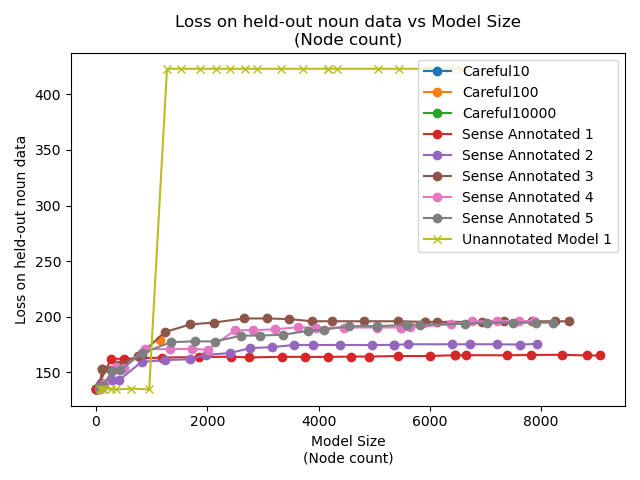 Loss on held-out noun data vs Model Size
(Node count)
Loss on held-out noun data
400
350
300
250
200
150
Careful10
Careful100
Careful10000
Sense Annotated 1
Sense Annotated 2
Sense Annotated 3
Sense Annotated 4
Sense Annotated 5
Unannotated Model 1
0 2000 4000 6000 8000
Model Size
(Node count)